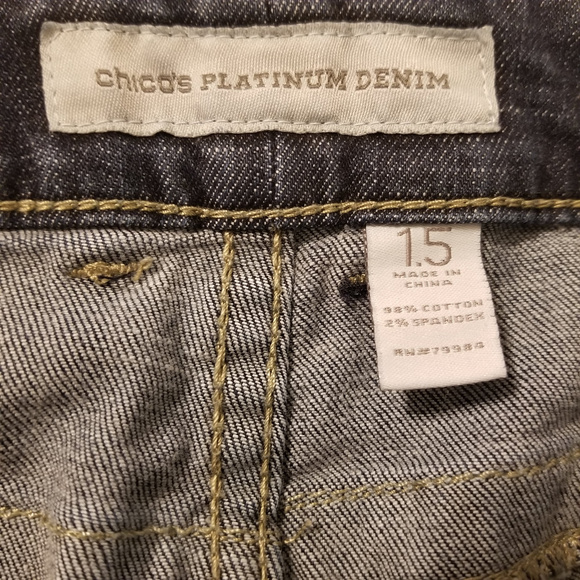 chico's PLATINUM DENIM
1.5
MADE IN
CHINA
98% COTTON
2% SPANDEX
RN#79984